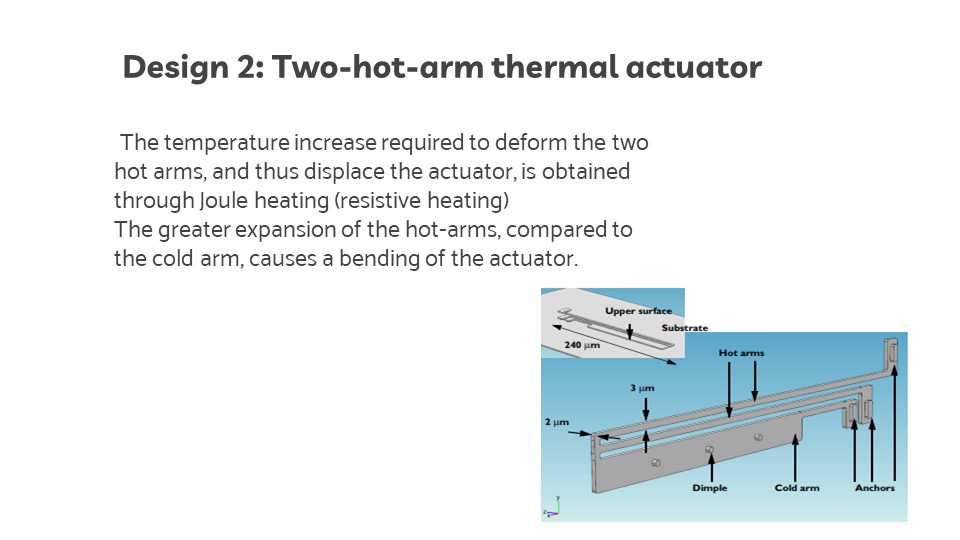 Design 2: Two-hot-arm thermal actuator
The temperature increase required to deform the two
hot arms, and thus displace the actuator, is obtained
through Joule heating (resistive heating)
The greater expansion of the hot-arms, compared to
the cold arm, causes a bending of the actuator.
Upper surface
Substrate
240 µm
Hot arms
3 µm
2 µm
Dimple
Cold arm
Anchors
y
z
x